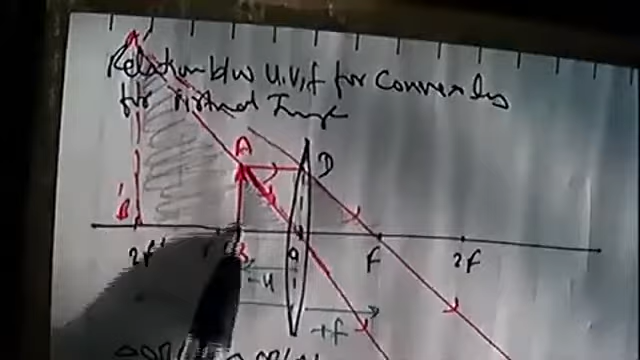 Relation b/w u,v,f for Convex lens
for Virtual Image
A'
A
D
B'
2F'
B
O
F
2F
-u
+f